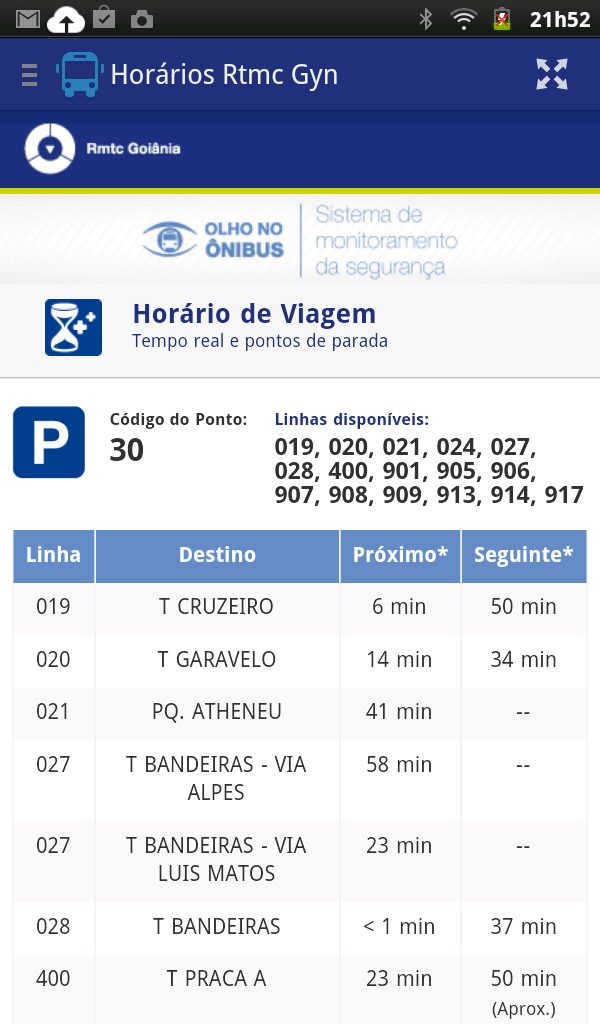 21h52
Horários Rtmc Gyn
Rmtc Goiânia
OLHO NO
ÔNIBUS
Sistema de
monitoramento
da segurança
Horário de Viagem
Tempo real e pontos de parada
P
Código do Ponto:
30
Linhas disponíveis:
019, 020, 021, 024, 027,
028, 400, 901, 905, 906,
907, 908, 909, 913, 914, 917
Linha Destino Próximo* Seguinte*
019 T CRUZEIRO 6 min 50 min
020 T GARAVELO 14 min 34 min
021 PQ. ATHENEU 41 min --
027 T BANDEIRAS - VIA ALPES 58 min --
027 T BANDEIRAS - VIA LUIS MATOS 23 min --
028 T BANDEIRAS < 1 min 37 min
400 T PRACA A 23 min 50 min
(Aprox.)